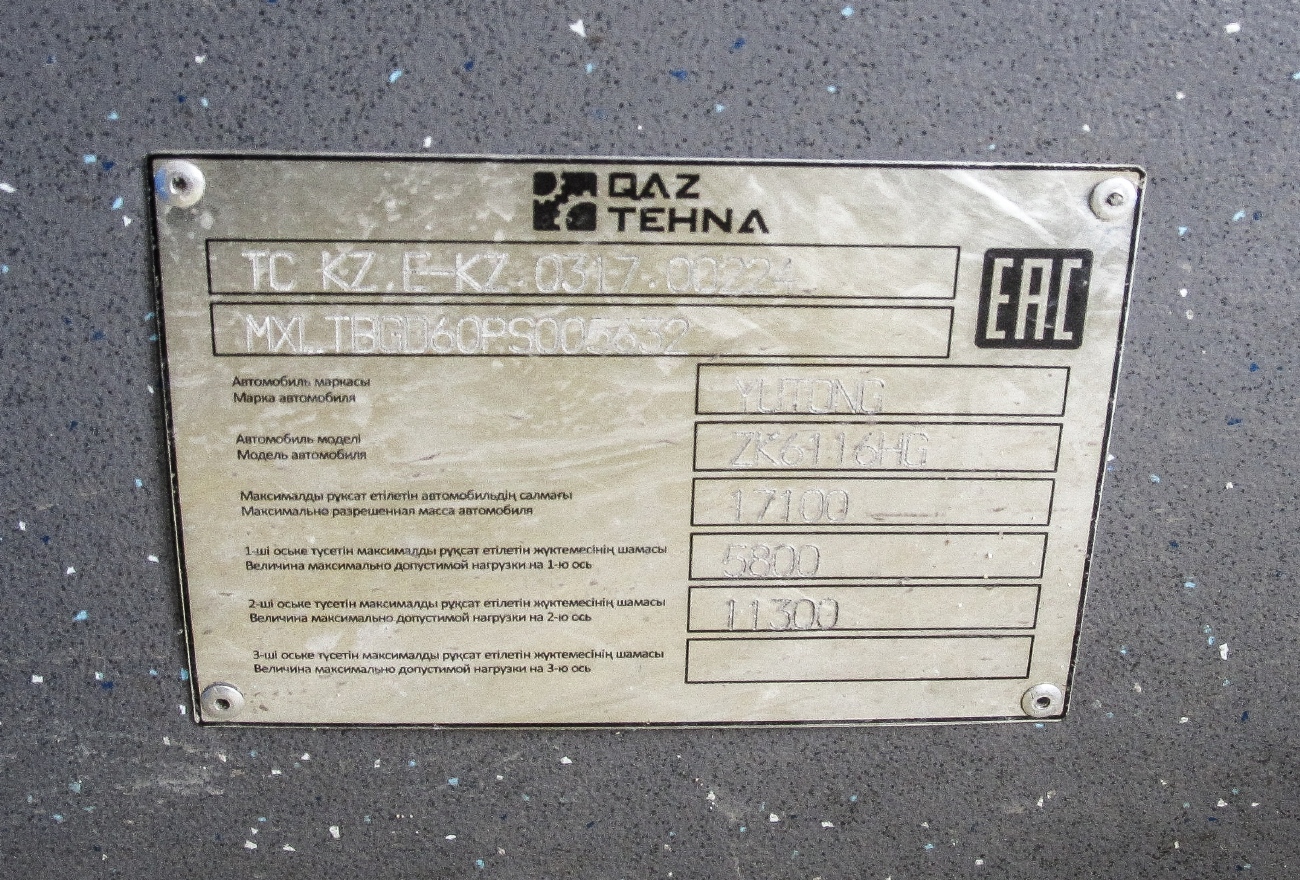 QAZ
TEHNA
TC KZ.E-KZ.0317.00224
EAC
MXLTBGD60PS005632
Автомобиль маркасы
Марка автомобиля
YUTONG
Автомобиль моделі
Модель автомобиля
ZK6116HG
Максималды рұқсат етілетін автомобильдің салмағы
Максимально разрешенная масса автомобиля
17100
1-ші оське түсетін максималды рұқсат етілетін жүктемесінің шамасы
Величина максимально допустимой нагрузки на 1-ю ось
5800
2-ші оське түсетін максималды рұқсат етілетін жүктемесінің шамасы
Величина максимально допустимой нагрузки на 2-ю ось
11300
3-ші оське түсетін максималды рұқсат етілетін жүктемесінің шамасы
Величина максимально допустимой нагрузки на 3-ю ось